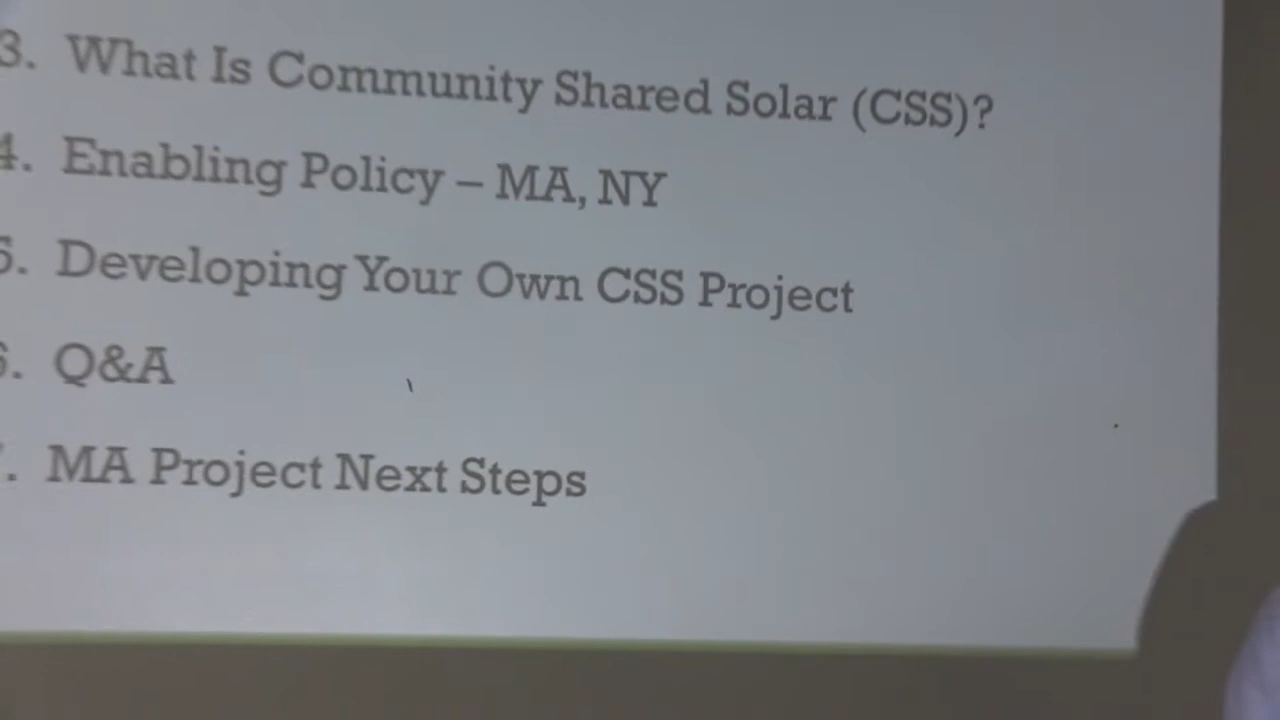 3. What Is Community Shared Solar (CSS)?
4. Enabling Policy – MA, NY
5. Developing Your Own CSS Project
6. Q&A
. MA Project Next Steps